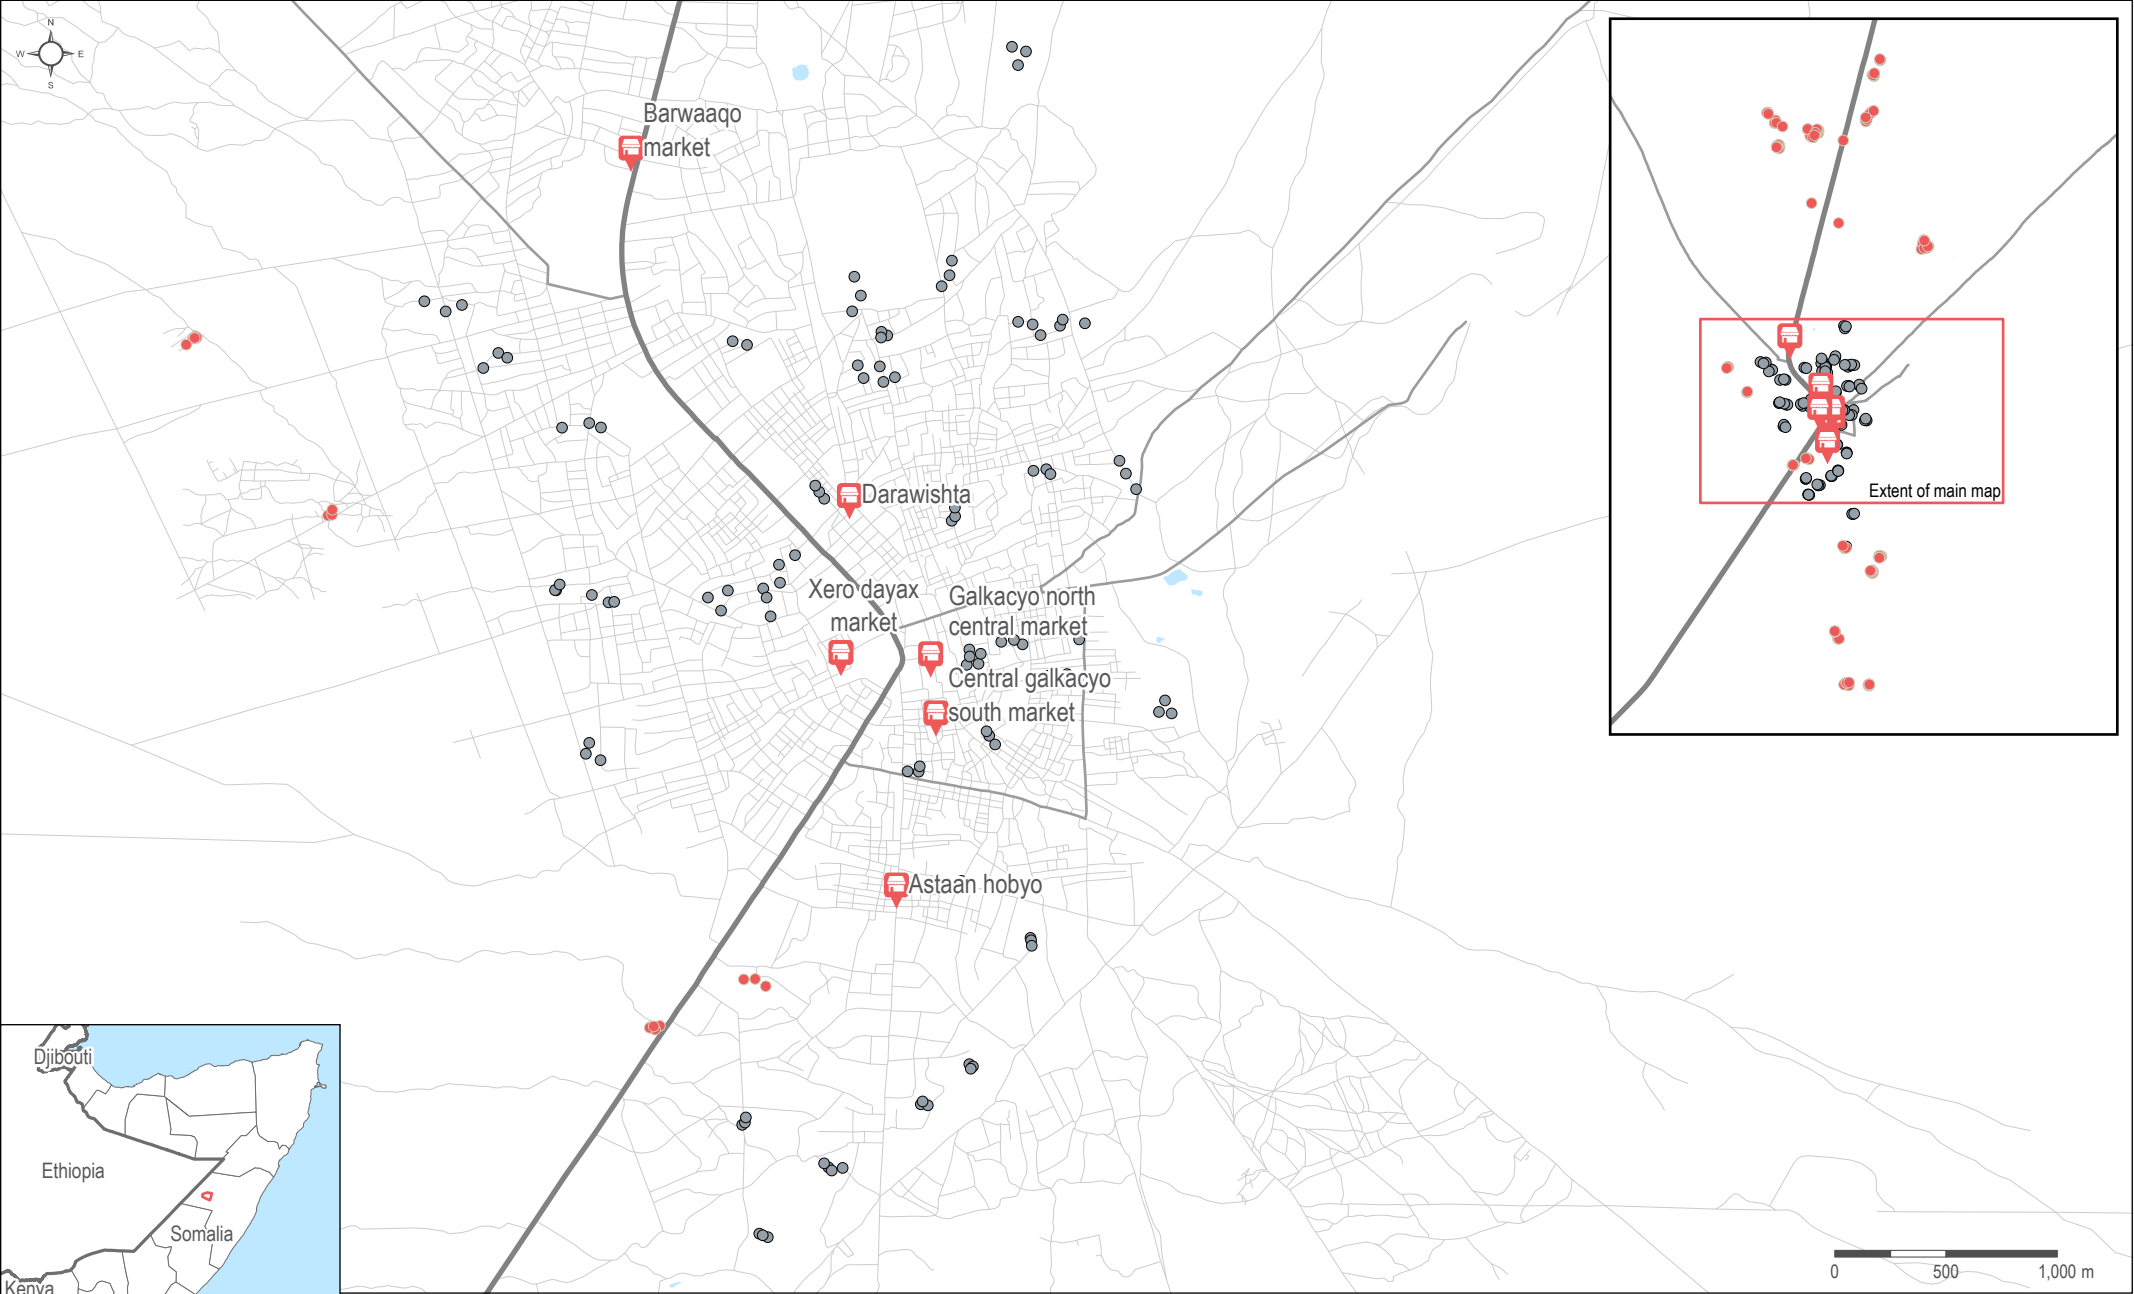 N
W
E
S
Barwaaqo
market
Extent of main map
Darawishta
Xero dayax
market
Galkacyo north
central market
Central galkacyo
south market
Astaan hobyo
Djibouti
Ethiopia
Somalia
Kenya
0
500
1,000 m